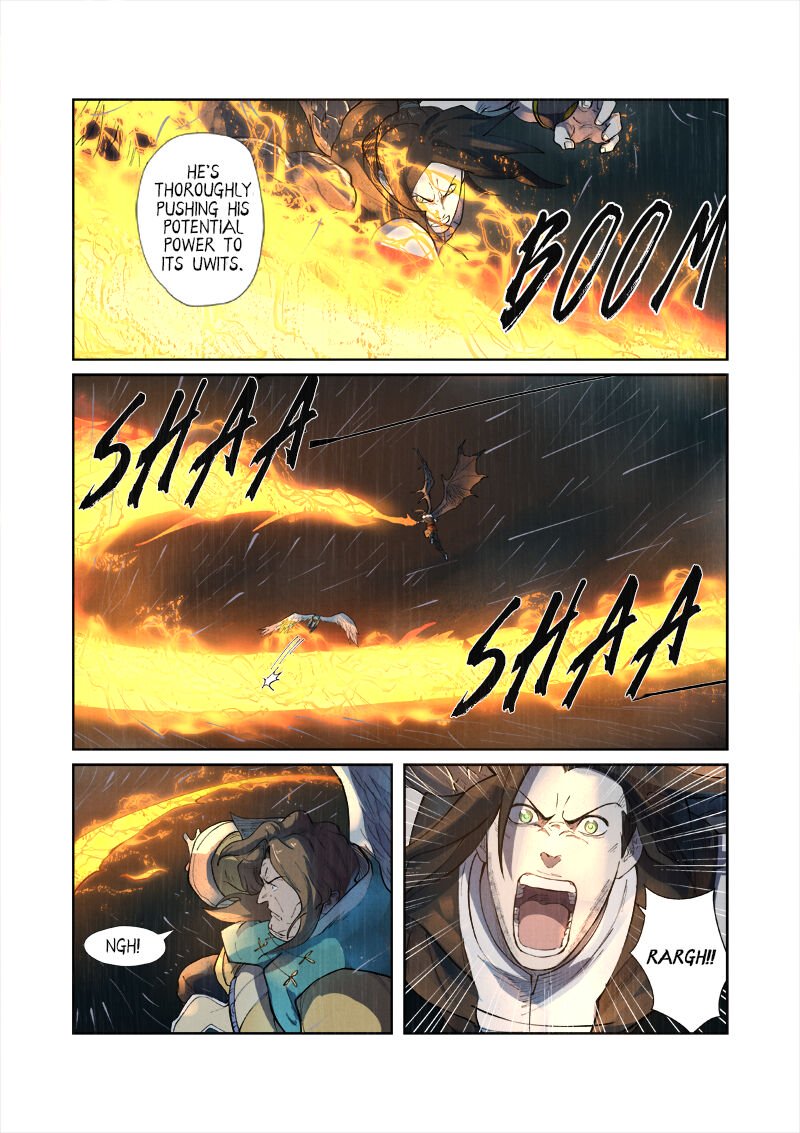 HE'S
THOROUGHLY
PUSHING HIS
POTENTIAL
POWER TO
ITS UWITS.
BOOM
SHAA
SHAA
NGH!
RARGH!!